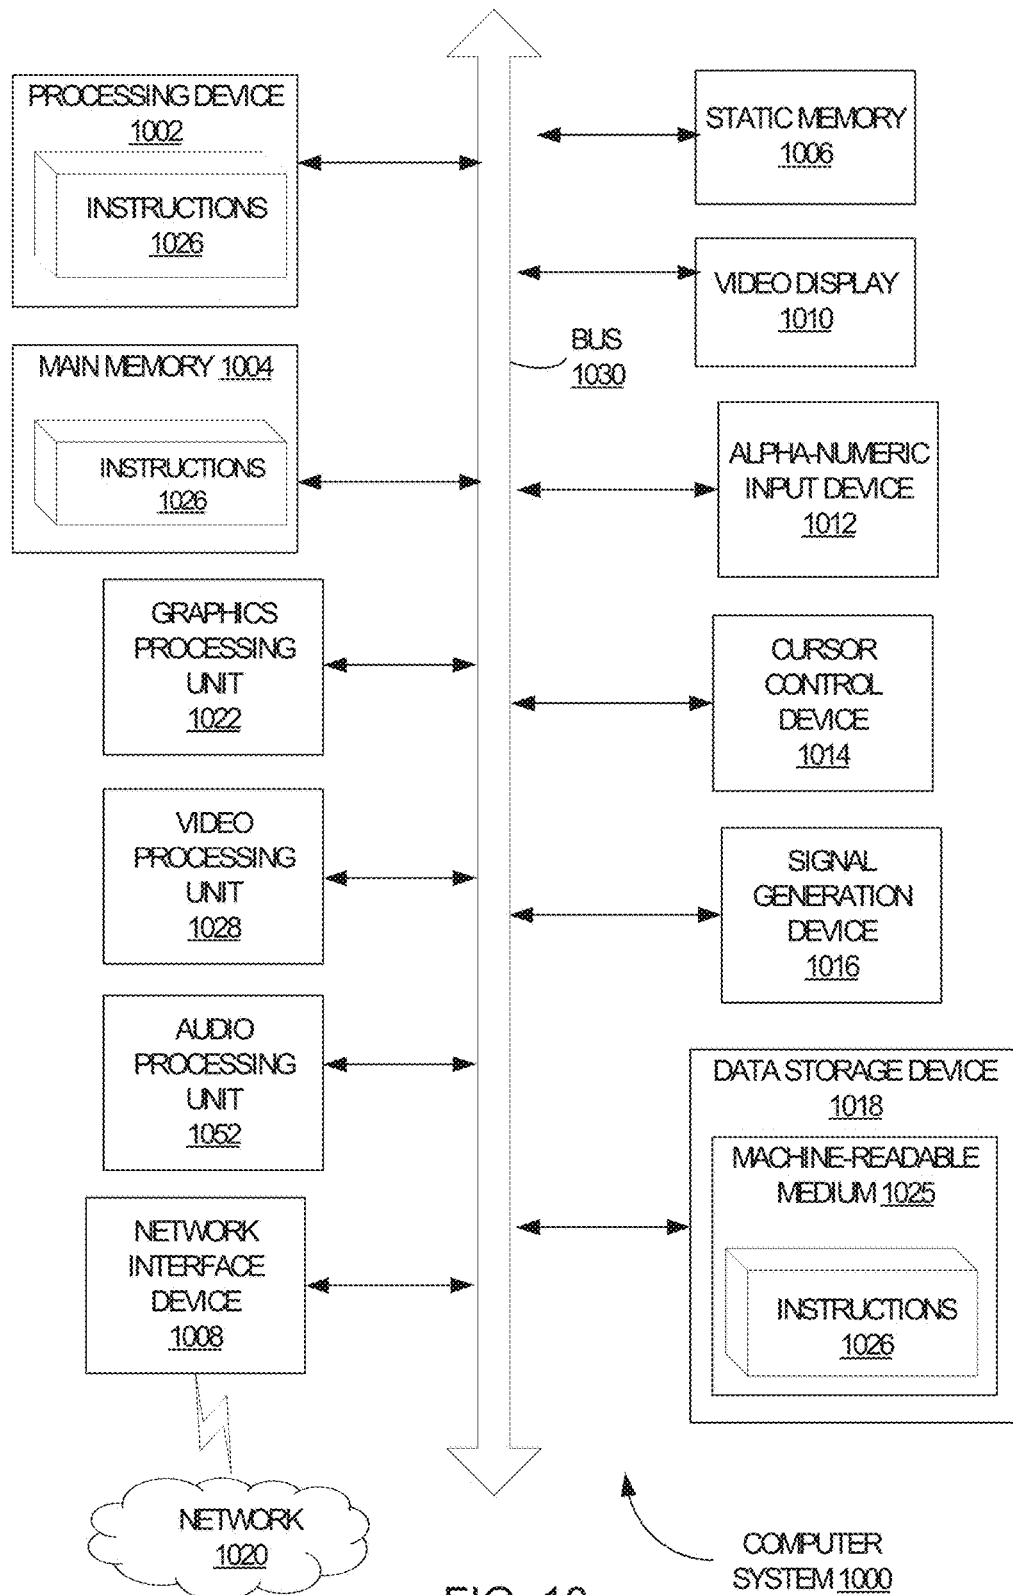 PROCESSING DEVICE
1002
INSTRUCTIONS
1026
MAIN MEMORY 1004
INSTRUCTIONS
1026
GRAPHICS
PROCESSING
UNIT
1022
VIDEO
PROCESSING
UNIT
1028
AUDIO
PROCESSING
UNIT
1052
NETWORK
INTERFACE
DEVICE
1008
NETWORK
1020
BUS
1030
STATIC MEMORY
1006
VIDEO DISPLAY
1010
ALPHA-NUMERIC
INPUT DEVICE
1012
CURSOR
CONTROL
DEVICE
1014
SIGNAL
GENERATION
DEVICE
1016
DATA STORAGE DEVICE
1018
MACHINE-READABLE
MEDIUM 1025
INSTRUCTIONS
1026
COMPUTER
SYSTEM 1000